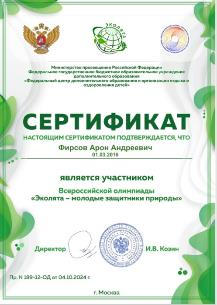 ЭКОЛЯТА
Министерство просвещения Российской Федерации
Федеральное государственное бюджетное образовательное учреждение
дополнительного образования
«Федеральный центр дополнительного образования и организации отдыха и
оздоровления детей»
СЕРТИФИКАТ
НАСТОЯЩИМ СЕРТИФИКАТОМ ПОДТВЕРЖДАЕТСЯ, ЧТО
Фирсов Арон Андреевич
01.03.2016
является участником
Всероссийской олимпиады
«Эколята – молодые защитники природы»
Директор
И.В. Козин
Пр. N 189-12-ОД от 04.10.2024 г.
г. Москва